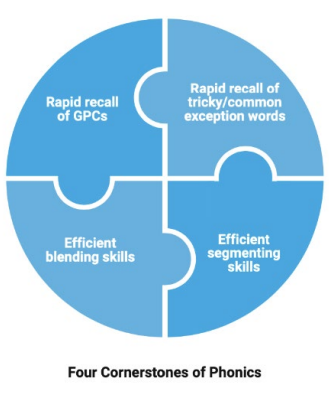 Rapid recall
of GPCs
Rapid recall of
tricky/common
exception words
Efficient
blending skills
Efficient
segmenting
skills
Four Cornerstones of Phonics